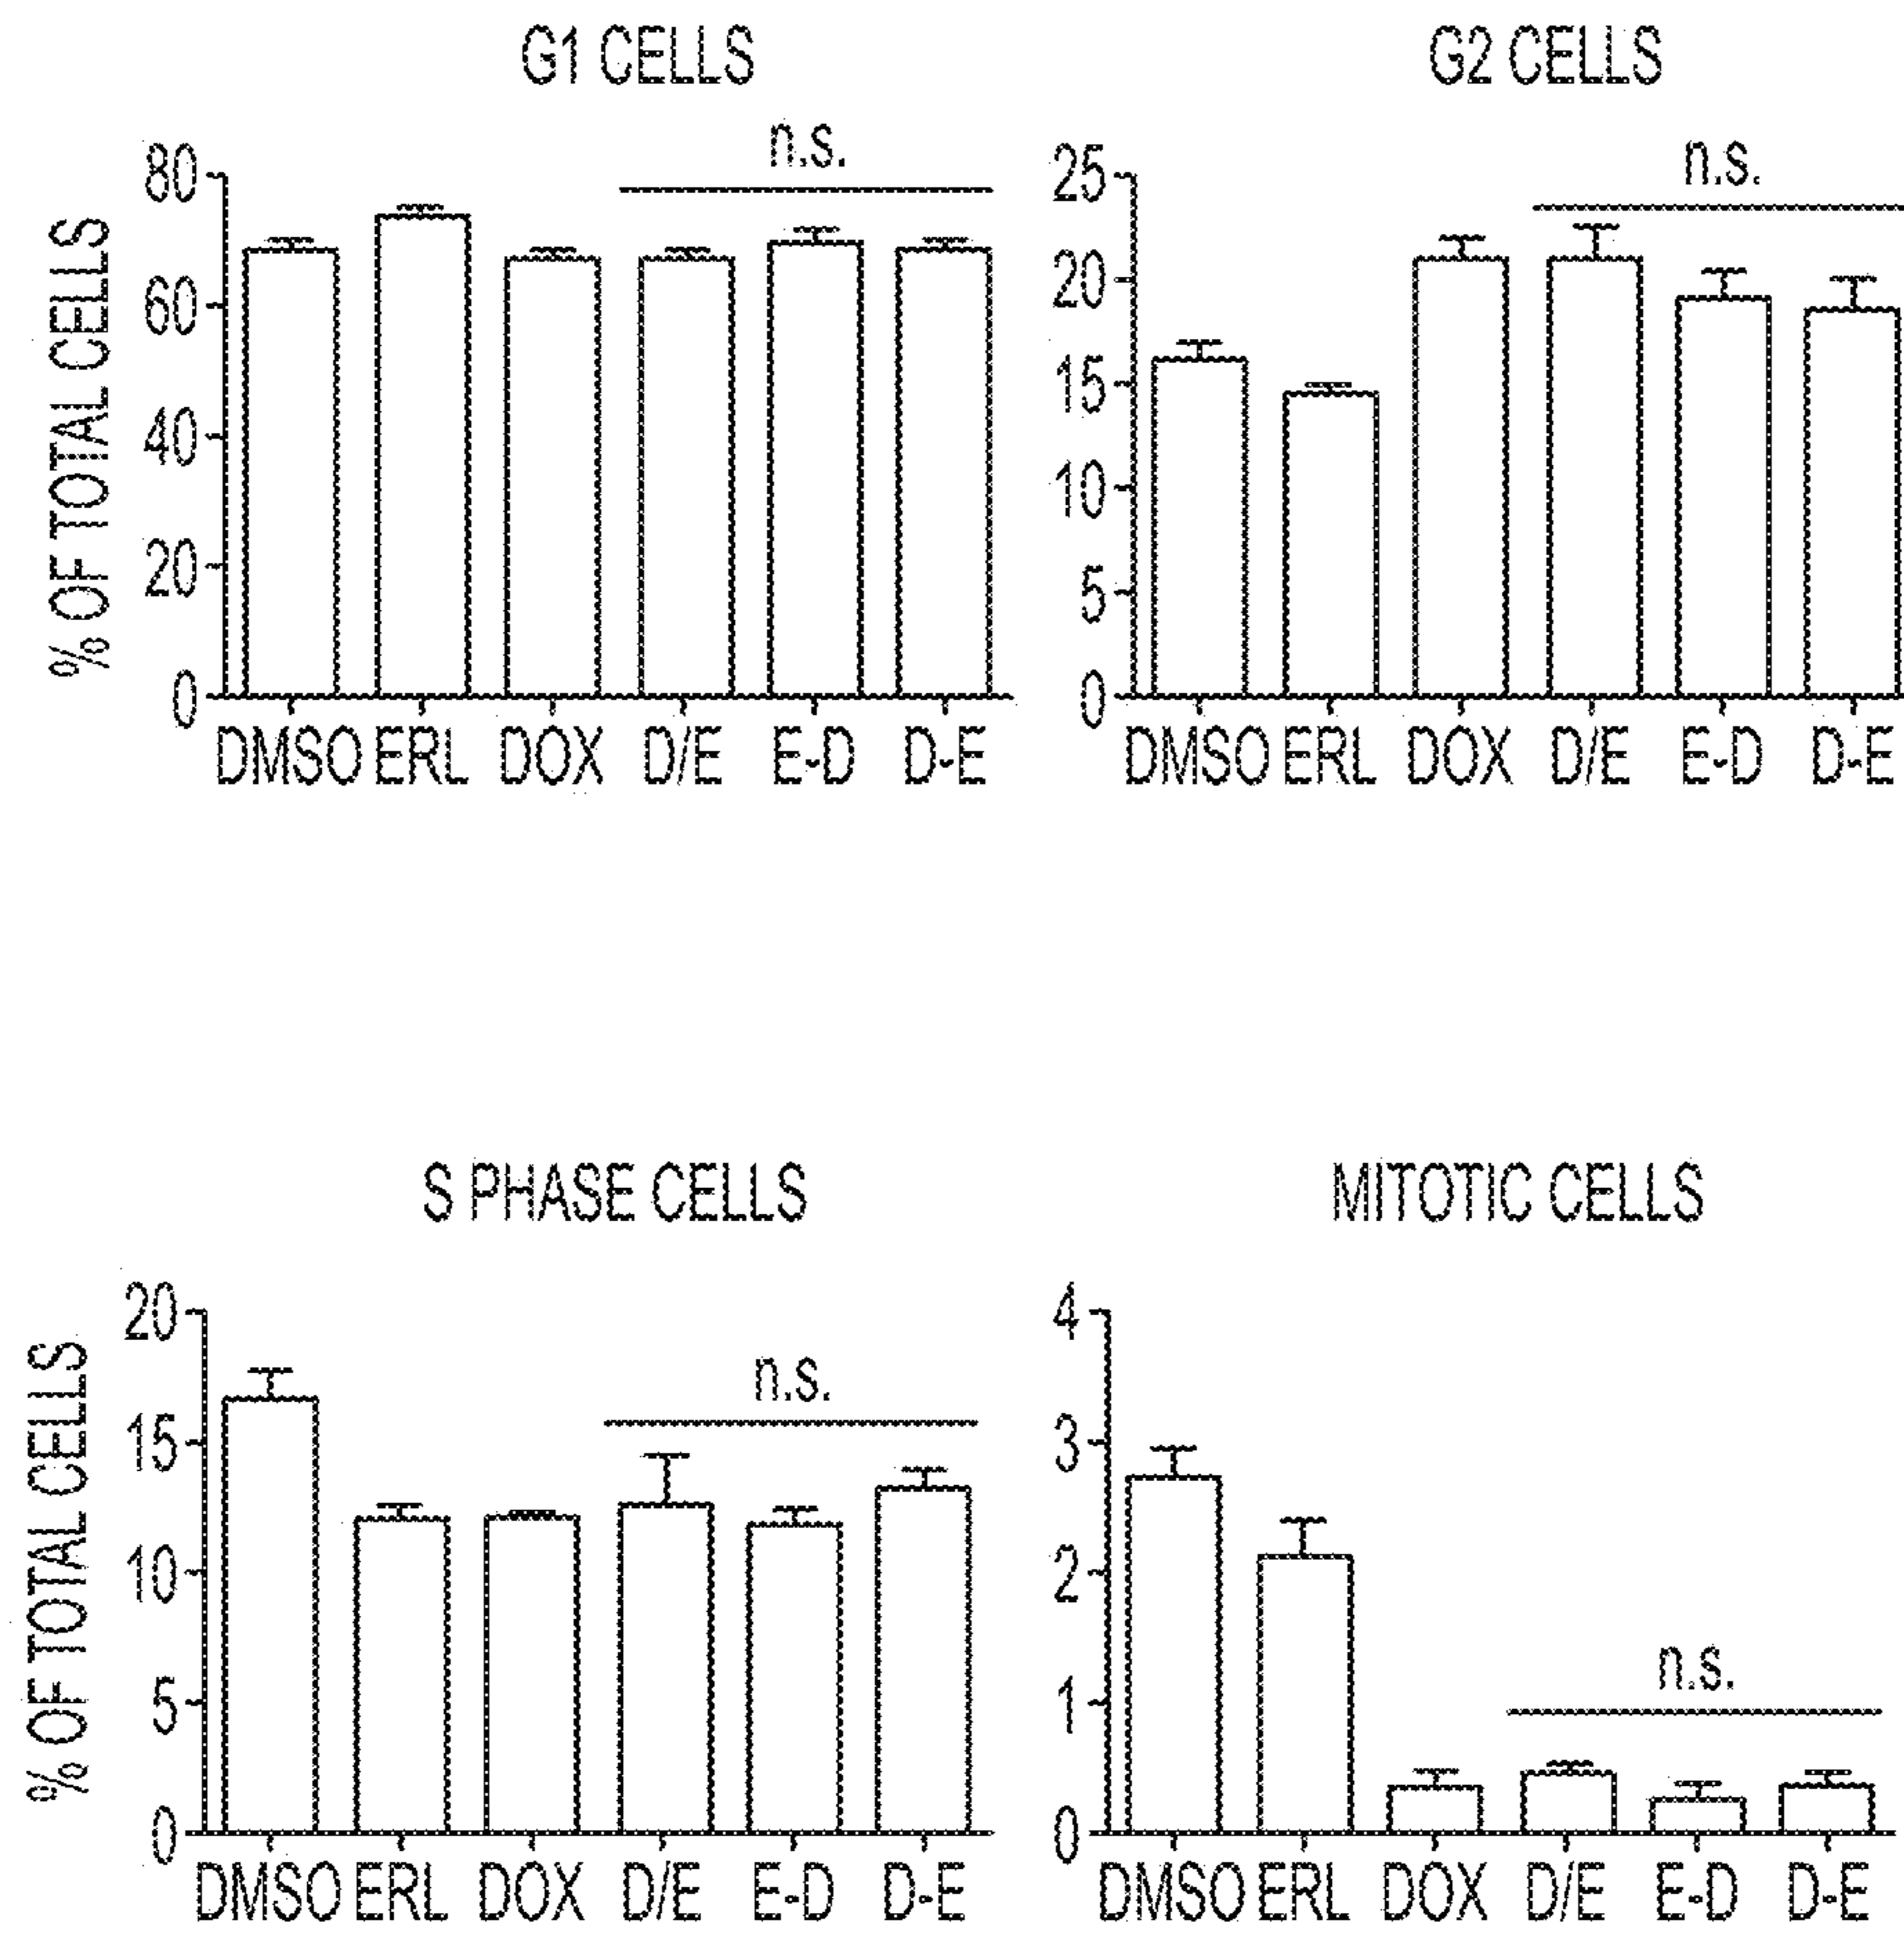 G1 CELLS
n.s.
80
60
40
20
0
% OF TOTAL CELLS
DMSO ERL DOX D/E E-D D-E
G2 CELLS
n.s.
25
20
15
10
5
0
DMSO ERL DOX D/E E-D D-E
S PHASE CELLS
n.s.
20
15
10
5
0
% OF TOTAL CELLS
DMSO ERL DOX D/E E-D D-E
MITOTIC CELLS
n.s.
4
3
2
1
0
DMSO ERL DOX D/E E-D D-E